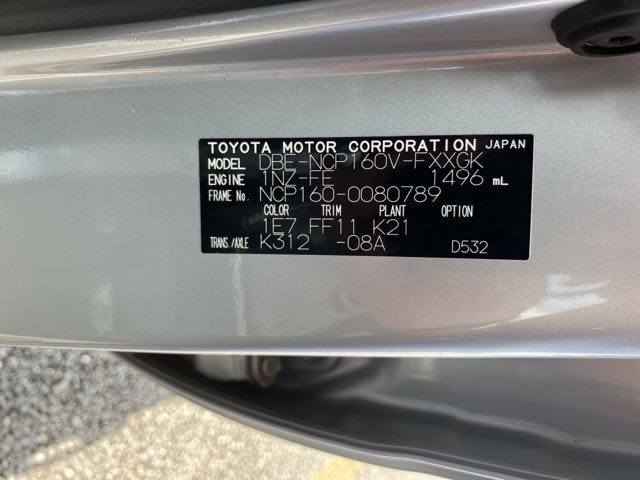 TOYOTA MOTOR CORPORATION JAPAN
MODEL DBE-NCP160V-FXXGK
ENGINE 1NZ-FE 1496 mL
FRAME No. NCP160-0080789
COLOR TRIM PLANT OPTION
1E7 FF11 K21
TRANS./AXLE K312 -08A D532